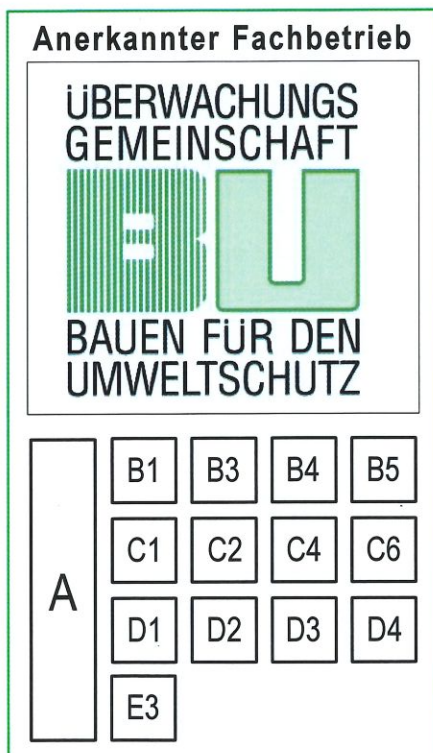 Anerkannter Fachbetrieb
ÜBERWACHUNGS
GEMEINSCHAFT
BU
BAUEN FÜR DEN
UMWELTSCHUTZ
A
B1 B3 B4 B5
C1 C2 C4 C6
D1 D2 D3 D4
E3